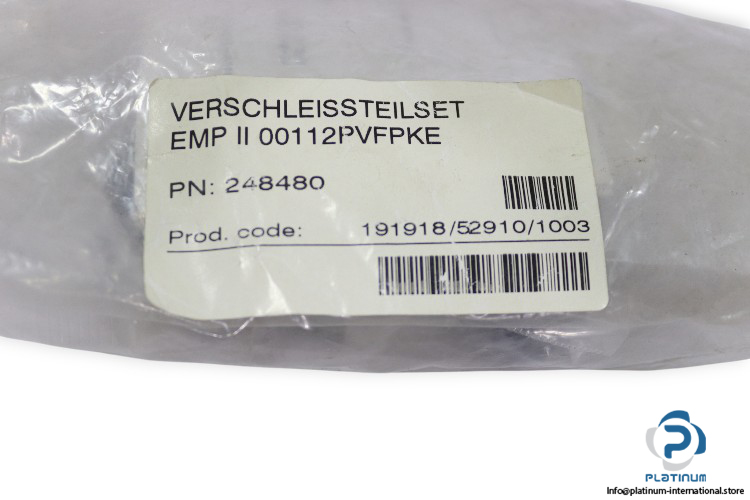 VERSCHLEISSTEILSET
EMP II 00112PVFPKE
PN: 248480
Prod. code: 191918/52910/1003
PLATINUM
Info@platinum-international.store